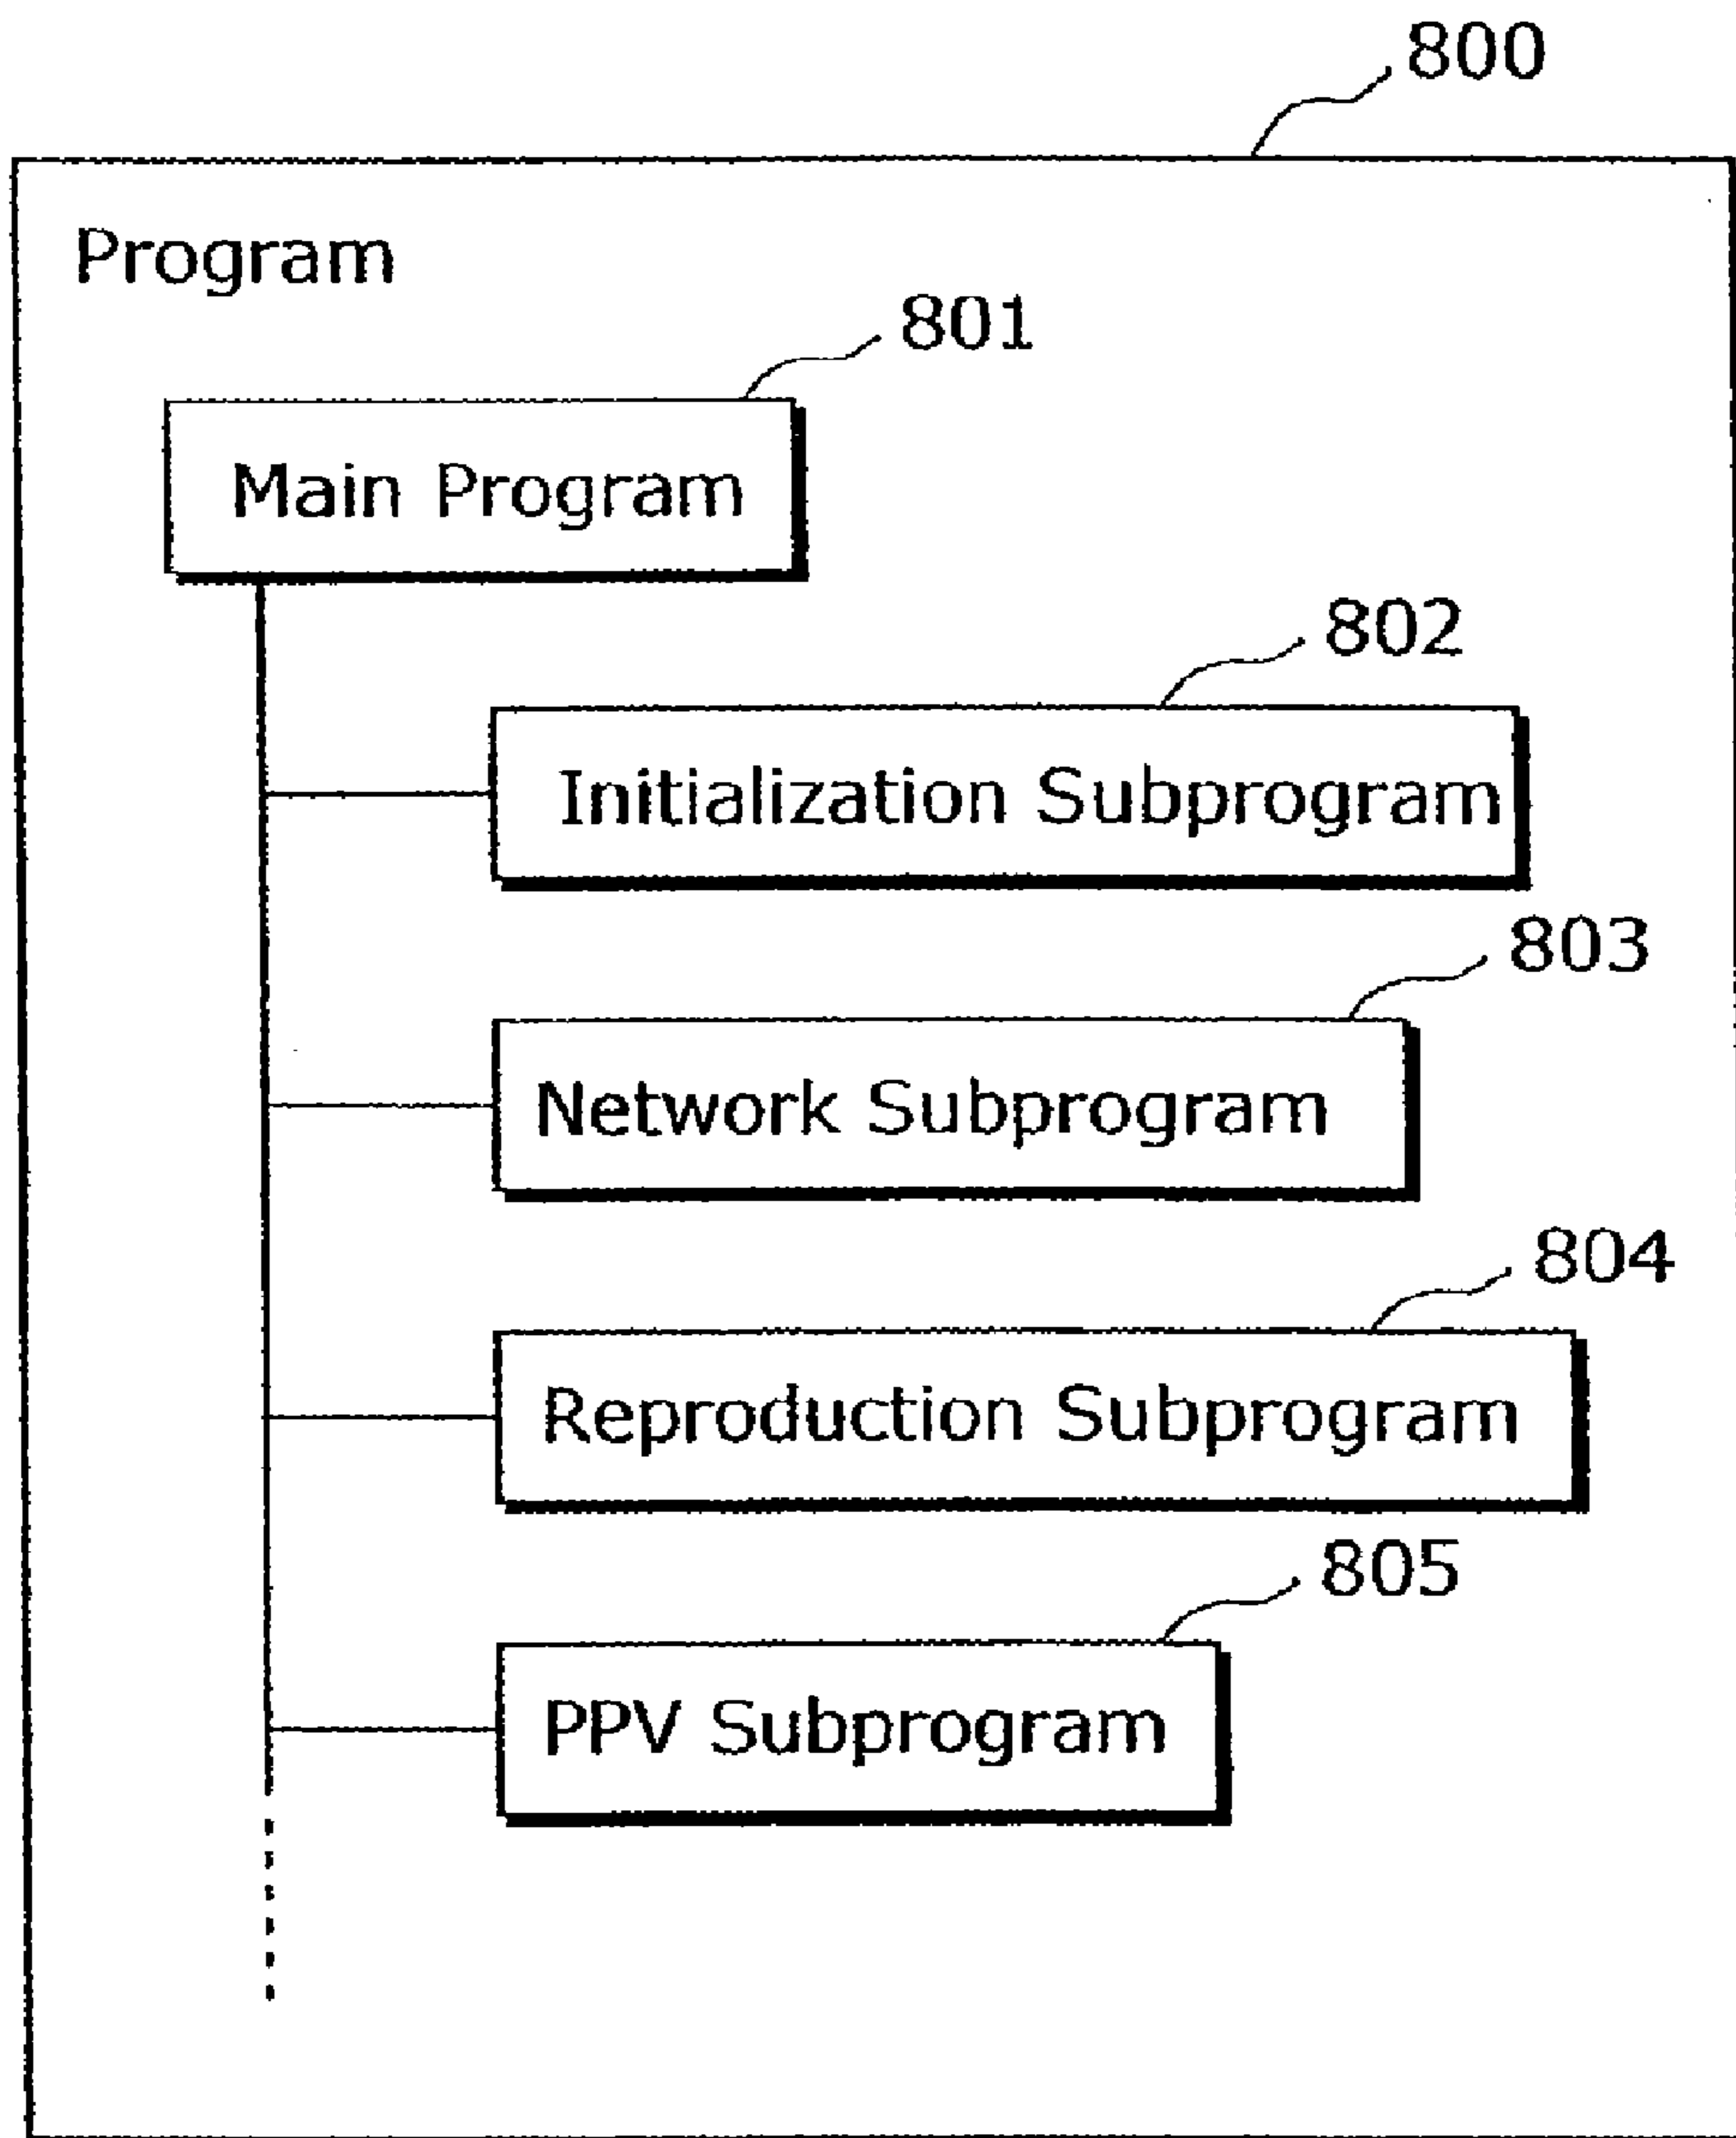 800
Program
801
Main Program
802
Initialization Subprogram
803
Network Subprogram
804
Reproduction Subprogram
805
PPV Subprogram